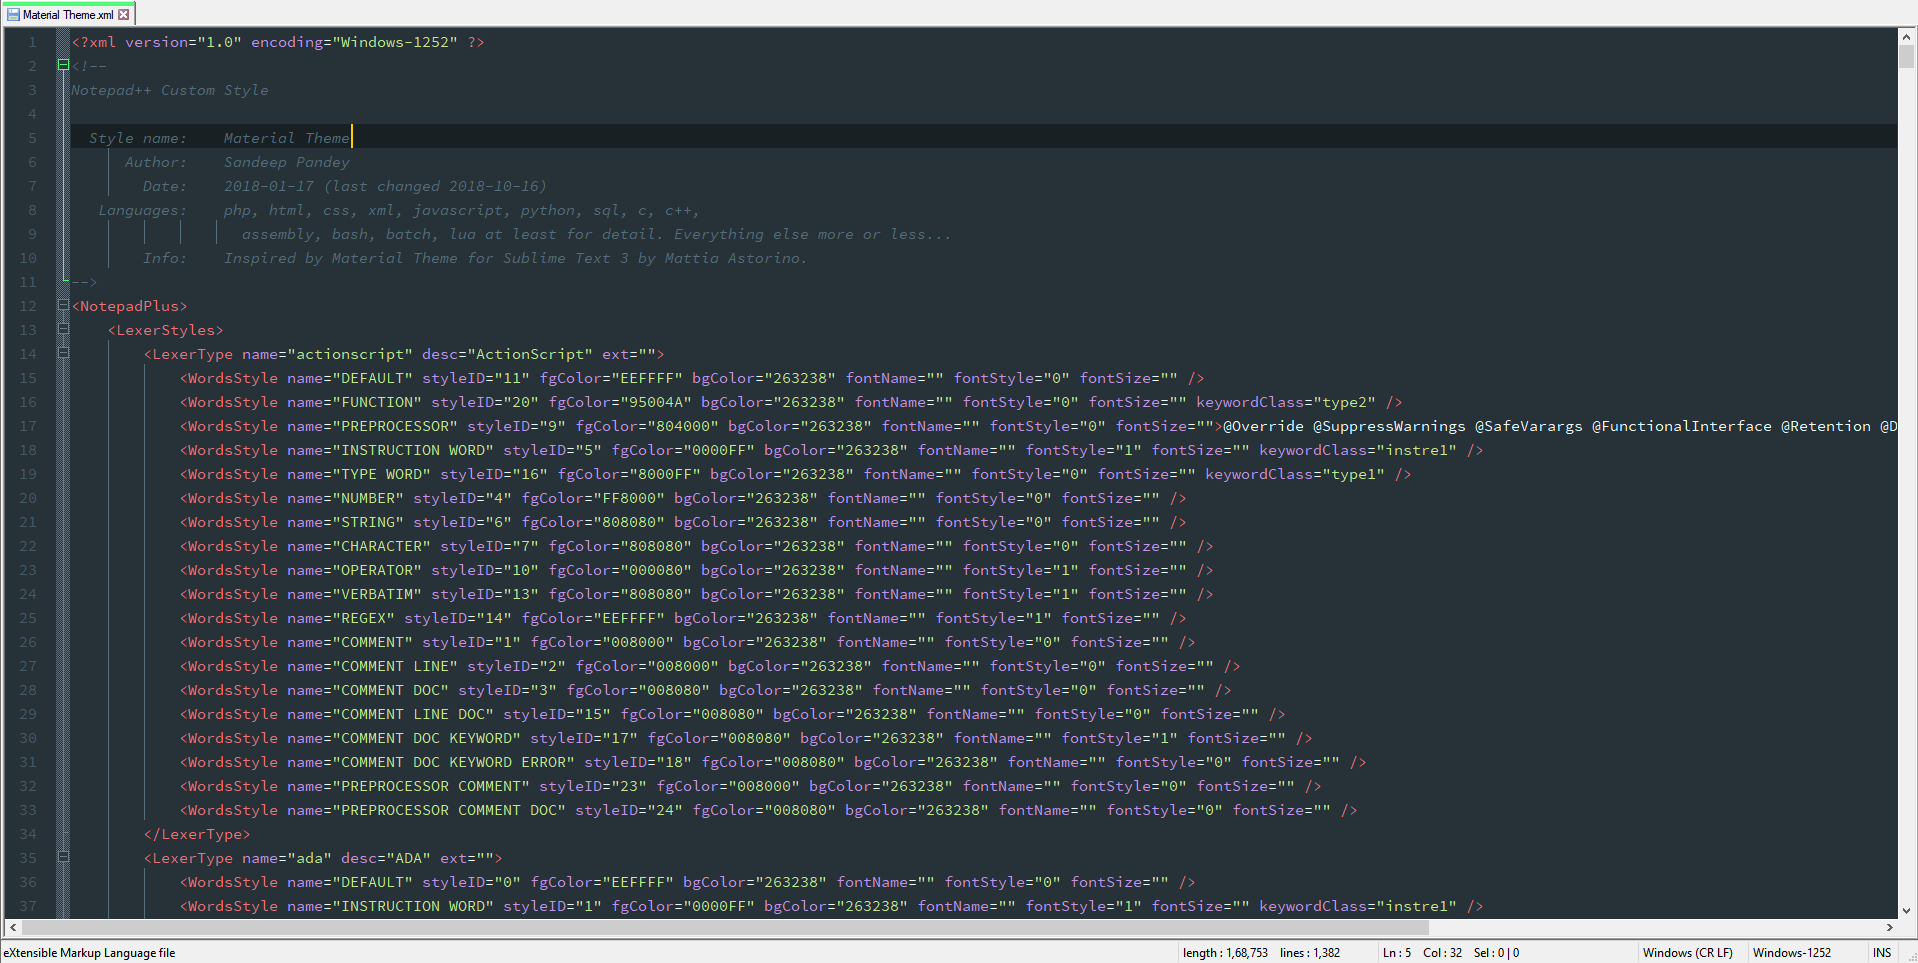 Material Theme.xml
1 <?xml version="1.0" encoding="Windows-1252" ?>
2 <!--
3 Notepad++ Custom Style
4
5 Style name: Material Theme
6 Author: Sandeep Pandey
7 Date: 2018-01-17 (last changed 2018-10-16)
8 Languages: php, html, css, xml, javascript, python, sql, c, c++,
9 assembly, bash, batch, lua at least for detail. Everything else more or less...
10 Info: Inspired by Material Theme for Sublime Text 3 by Mattia Astorino.
11 -->
12 <NotepadPlus>
13 <LexerStyles>
14 <LexerType name="actionscript" desc="ActionScript" ext="">
15 <WordsStyle name="DEFAULT" styleID="11" fgColor="EEFFFF" bgColor="263238" fontName="" fontStyle="0" fontSize="" />
16 <WordsStyle name="FUNCTION" styleID="20" fgColor="95004A" bgColor="263238" fontName="" fontStyle="0" fontSize="" keywordClass="type2" />
17 <WordsStyle name="PREPROCESSOR" styleID="9" fgColor="804000" bgColor="263238" fontName="" fontStyle="0" fontSize="">@Override @SuppressWarnings @SafeVarargs @FunctionalInterface @Retention @D
18 <WordsStyle name="INSTRUCTION WORD" styleID="5" fgColor="0000FF" bgColor="263238" fontName="" fontStyle="1" fontSize="" keywordClass="instre1" />
19 <WordsStyle name="TYPE WORD" styleID="16" fgColor="8000FF" bgColor="263238" fontName="" fontStyle="0" fontSize="" keywordClass="type1" />
20 <WordsStyle name="NUMBER" styleID="4" fgColor="FF8000" bgColor="263238" fontName="" fontStyle="0" fontSize="" />
21 <WordsStyle name="STRING" styleID="6" fgColor="808080" bgColor="263238" fontName="" fontStyle="0" fontSize="" />
22 <WordsStyle name="CHARACTER" styleID="7" fgColor="808080" bgColor="263238" fontName="" fontStyle="0" fontSize="" />
23 <WordsStyle name="OPERATOR" styleID="10" fgColor="000080" bgColor="263238" fontName="" fontStyle="1" fontSize="" />
24 <WordsStyle name="VERBATIM" styleID="13" fgColor="808080" bgColor="263238" fontName="" fontStyle="1" fontSize="" />
25 <WordsStyle name="REGEX" styleID="14" fgColor="EEFFFF" bgColor="263238" fontName="" fontStyle="1" fontSize="" />
26 <WordsStyle name="COMMENT" styleID="1" fgColor="008000" bgColor="263238" fontName="" fontStyle="0" fontSize="" />
27 <WordsStyle name="COMMENT LINE" styleID="2" fgColor="008000" bgColor="263238" fontName="" fontStyle="0" fontSize="" />
28 <WordsStyle name="COMMENT DOC" styleID="3" fgColor="008080" bgColor="263238" fontName="" fontStyle="0" fontSize="" />
29 <WordsStyle name="COMMENT LINE DOC" styleID="15" fgColor="008080" bgColor="263238" fontName="" fontStyle="0" fontSize="" />
30 <WordsStyle name="COMMENT DOC KEYWORD" styleID="17" fgColor="008080" bgColor="263238" fontName="" fontStyle="1" fontSize="" />
31 <WordsStyle name="COMMENT DOC KEYWORD ERROR" styleID="18" fgColor="008080" bgColor="263238" fontName="" fontStyle="0" fontSize="" />
32 <WordsStyle name="PREPROCESSOR COMMENT" styleID="23" fgColor="008000" bgColor="263238" fontName="" fontStyle="0" fontSize="" />
33 <WordsStyle name="PREPROCESSOR COMMENT DOC" styleID="24" fgColor="008080" bgColor="263238" fontName="" fontStyle="0" fontSize="" />
34 </LexerType>
35 <LexerType name="ada" desc="ADA" ext="">
36 <WordsStyle name="DEFAULT" styleID="0" fgColor="EEFFFF" bgColor="263238" fontName="" fontStyle="0" fontSize="" />
37 <WordsStyle name="INSTRUCTION WORD" styleID="1" fgColor="0000FF" bgColor="263238" fontName="" fontStyle="1" fontSize="" keywordClass="instre1" />
eXtensible Markup Language file length : 1,68,753 lines : 1,382 Ln : 5 Col : 32 Sel : 0 | 0 Windows (CR LF) Windows-1252 INS